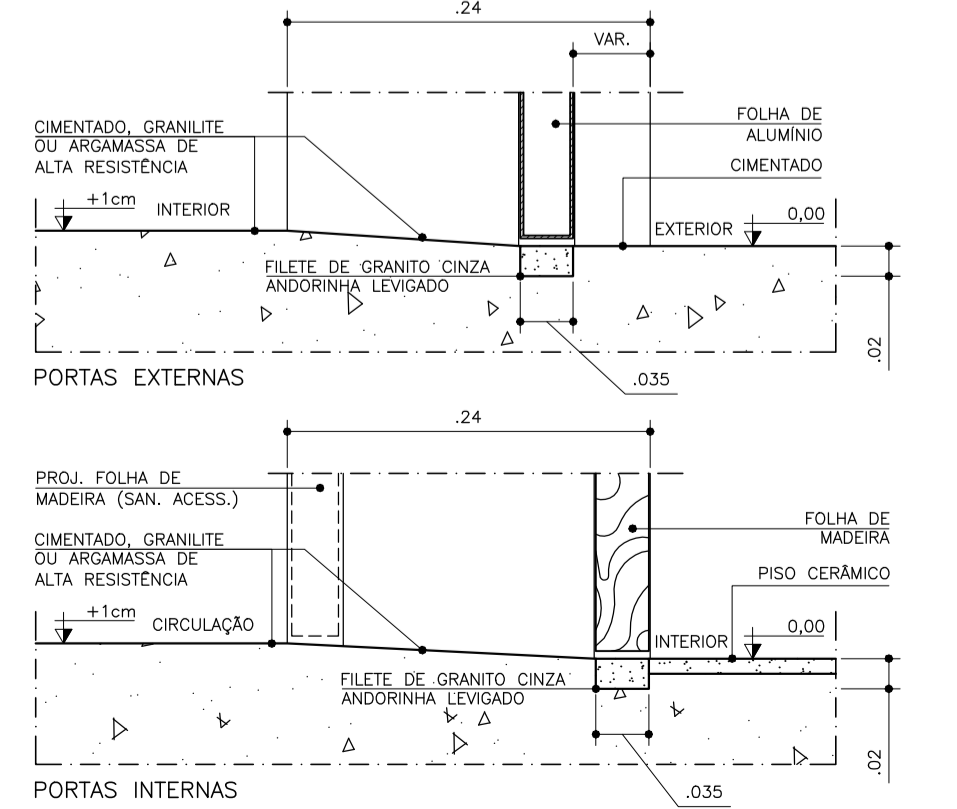 .24
VAR.
FOLHA DE
ALUMÍNIO
CIMENTADO, GRANILITE
OU ARGAMASSA DE
ALTA RESISTÊNCIA
CIMENTADO
+1cm
INTERIOR
EXTERIOR
0,00
FILETE DE GRANITO CINZA
ANDORINHA LEVIGADO
.02
.035
PORTAS EXTERNAS
.24
PROJ. FOLHA DE
MADEIRA (SAN. ACESS.)
FOLHA DE
MADEIRA
CIMENTADO, GRANILITE
OU ARGAMASSA DE
ALTA RESISTÊNCIA
PISO CERÂMICO
+1cm
CIRCULAÇÃO
INTERIOR
0,00
FILETE DE GRANITO CINZA
ANDORINHA LEVIGADO
.02
.035
PORTAS INTERNAS